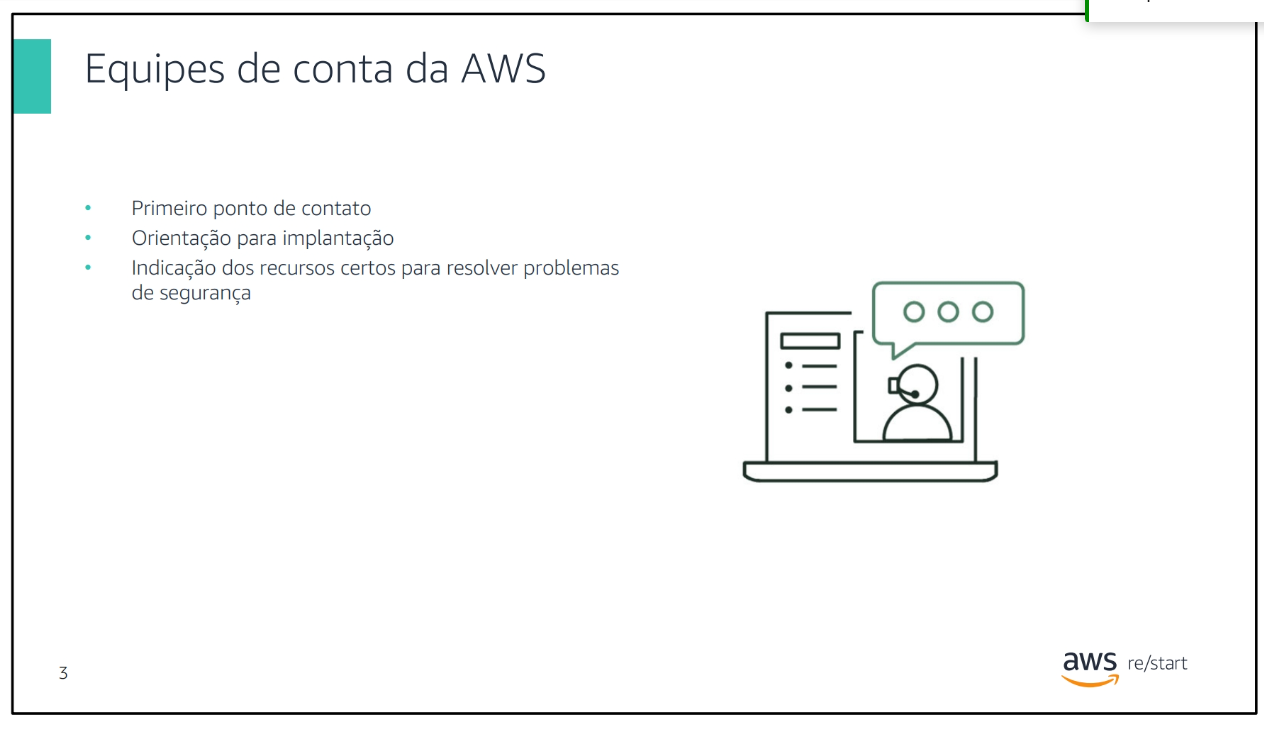 Equipes de conta da AWS
• Primeiro ponto de contato
• Orientação para implantação
• Indicação dos recursos certos para resolver problemas
de segurança
3
aws re/start